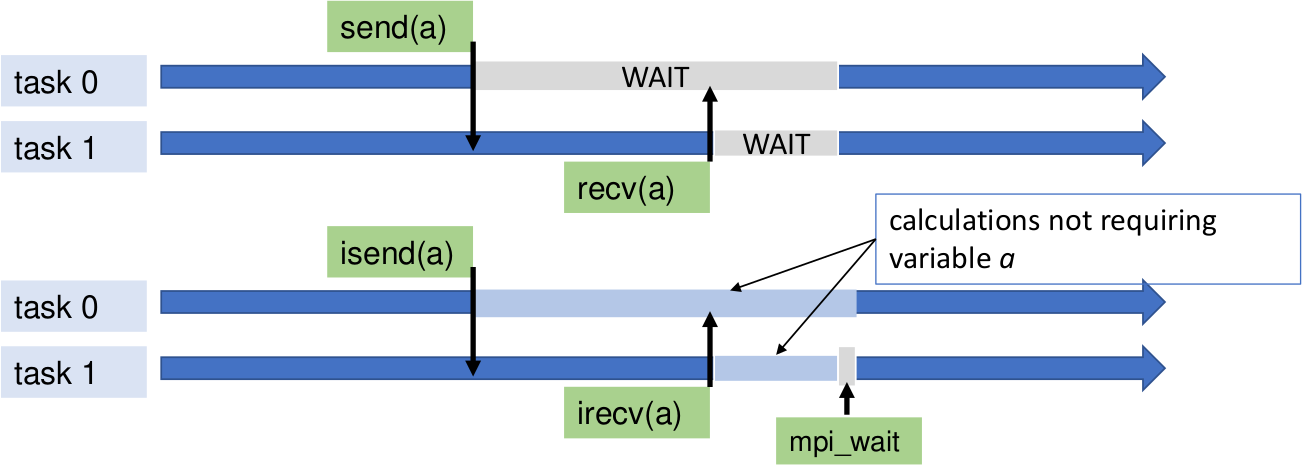 send(a)
task 0
WAIT
task 1
WAIT
recv(a)
calculations not requiring
variable a
isend(a)
task 0
task 1
irecv(a)
mpi_wait